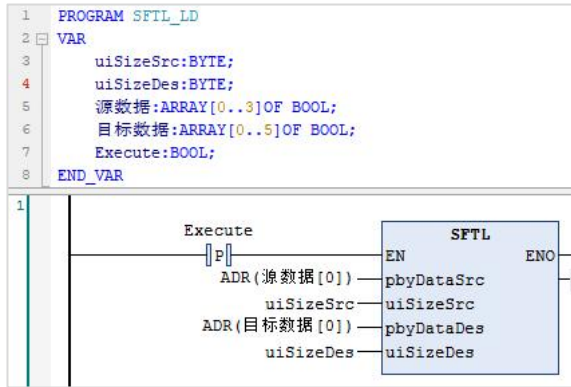 1 PROGRAM SFTL_LD
2 VAR
3 uiSizeSrc:BYTE;
4 uiSizeDes:BYTE;
5 源数据:ARRAY[0..3]OF BOOL;
6 目标数据:ARRAY[0..5]OF BOOL;
7 Execute:BOOL;
8 END_VAR
1
Execute SFTL
P EN ENO
ADR(源数据[0]) pbyDataSrc
uiSizeSrc uiSizeSrc
ADR(目标数据[0]) pbyDataDes
uiSizeDes uiSizeDes